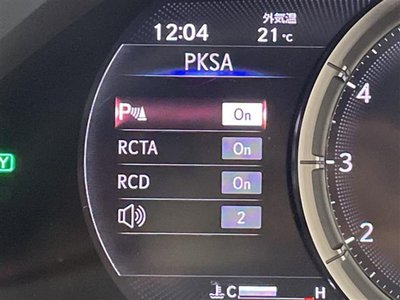 12:04 外気温 21℃
PKSA
P On
RCTA On
RCD On
2
4
3
2
C H
Y